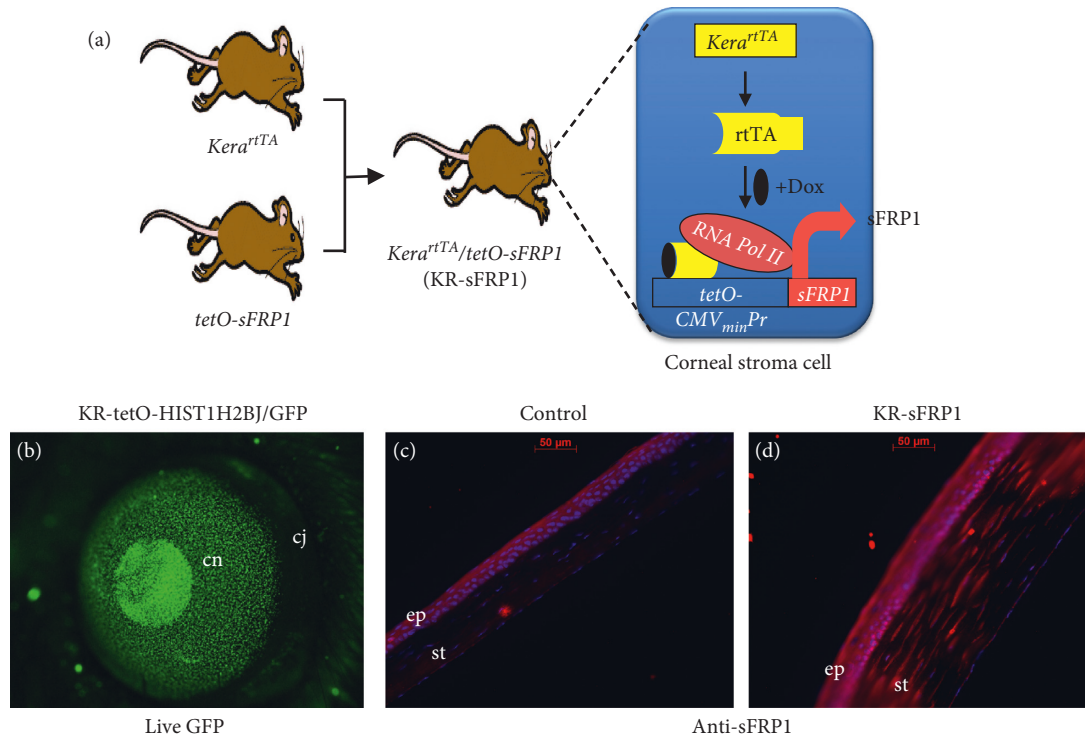 (a)
Kera^rtTA
tetO-sFRP1
Kera^rtTA/tetO-sFRP1
(KR-sFRP1)
Kera^rtTA
rtTA
+Dox
RNA Pol II
sFRP1
tetO-
CMV_minPr
sFRP1
Corneal stroma cell
KR-tetO-HIST1H2BJ/GFP
(b)
cn
cj
Live GFP
Control
(c)
50 µm
ep
st
KR-sFRP1
(d)
50 µm
ep
st
Anti-sFRP1